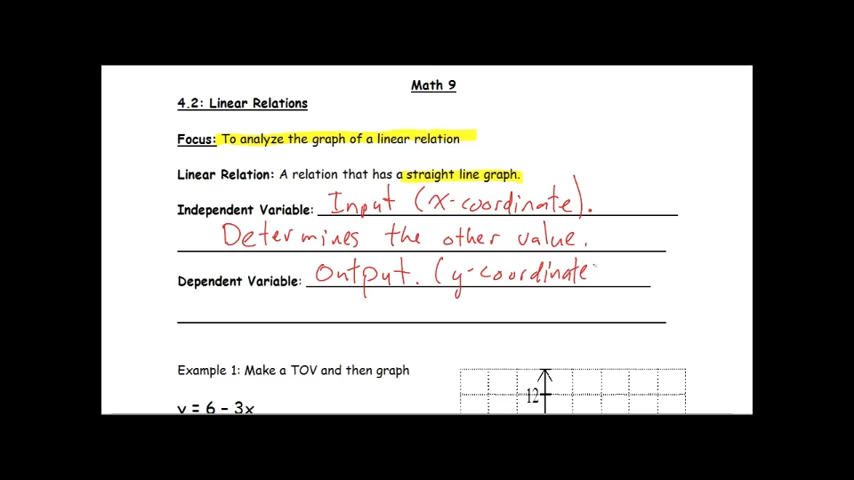 Math 9
4.2: Linear Relations
Focus: To analyze the graph of a linear relation
Linear Relation: A relation that has a straight line graph.
Independent Variable: Input (x-coordinate).
Determines the other value.
Dependent Variable: Output. (y-coordinate
Example 1: Make a TOV and then graph
y = 6 – 3x
12